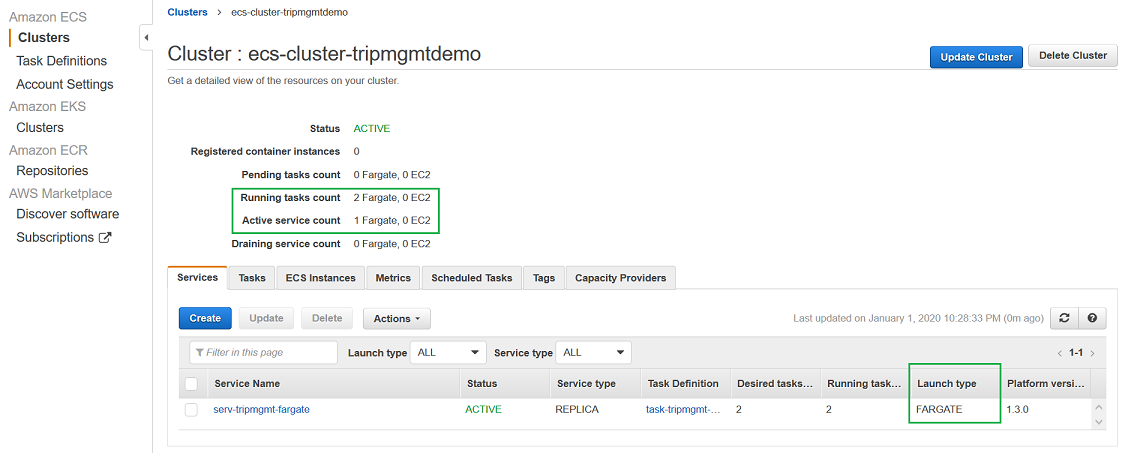 Amazon ECS
Clusters
Task Definitions
Account Settings
Amazon EKS
Clusters
Amazon ECR
Repositories
AWS Marketplace
Discover software
Subscriptions
Clusters > ecs-cluster-tripmgmtdemo
Cluster : ecs-cluster-tripmgmtdemo
Update Cluster Delete Cluster
Get a detailed view of the resources on your cluster.
Status ACTIVE
Registered container instances 0
Pending tasks count 0 Fargate, 0 EC2
Running tasks count 2 Fargate, 0 EC2
Active service count 1 Fargate, 0 EC2
Draining service count 0 Fargate, 0 EC2
Services Tasks ECS Instances Metrics Scheduled Tasks Tags Capacity Providers
Create Update Delete Actions Last updated on January 1, 2020 10:28:33 PM (0m ago)
Filter in this page Launch type ALL Service type ALL < 1-1 >
Service Name Status Service type Task Definition Desired tasks... Running task... Launch type Platform versi...
serv-tripmgmt-fargate ACTIVE REPLICA task-tripmgmt-... 2 2 FARGATE 1.3.0